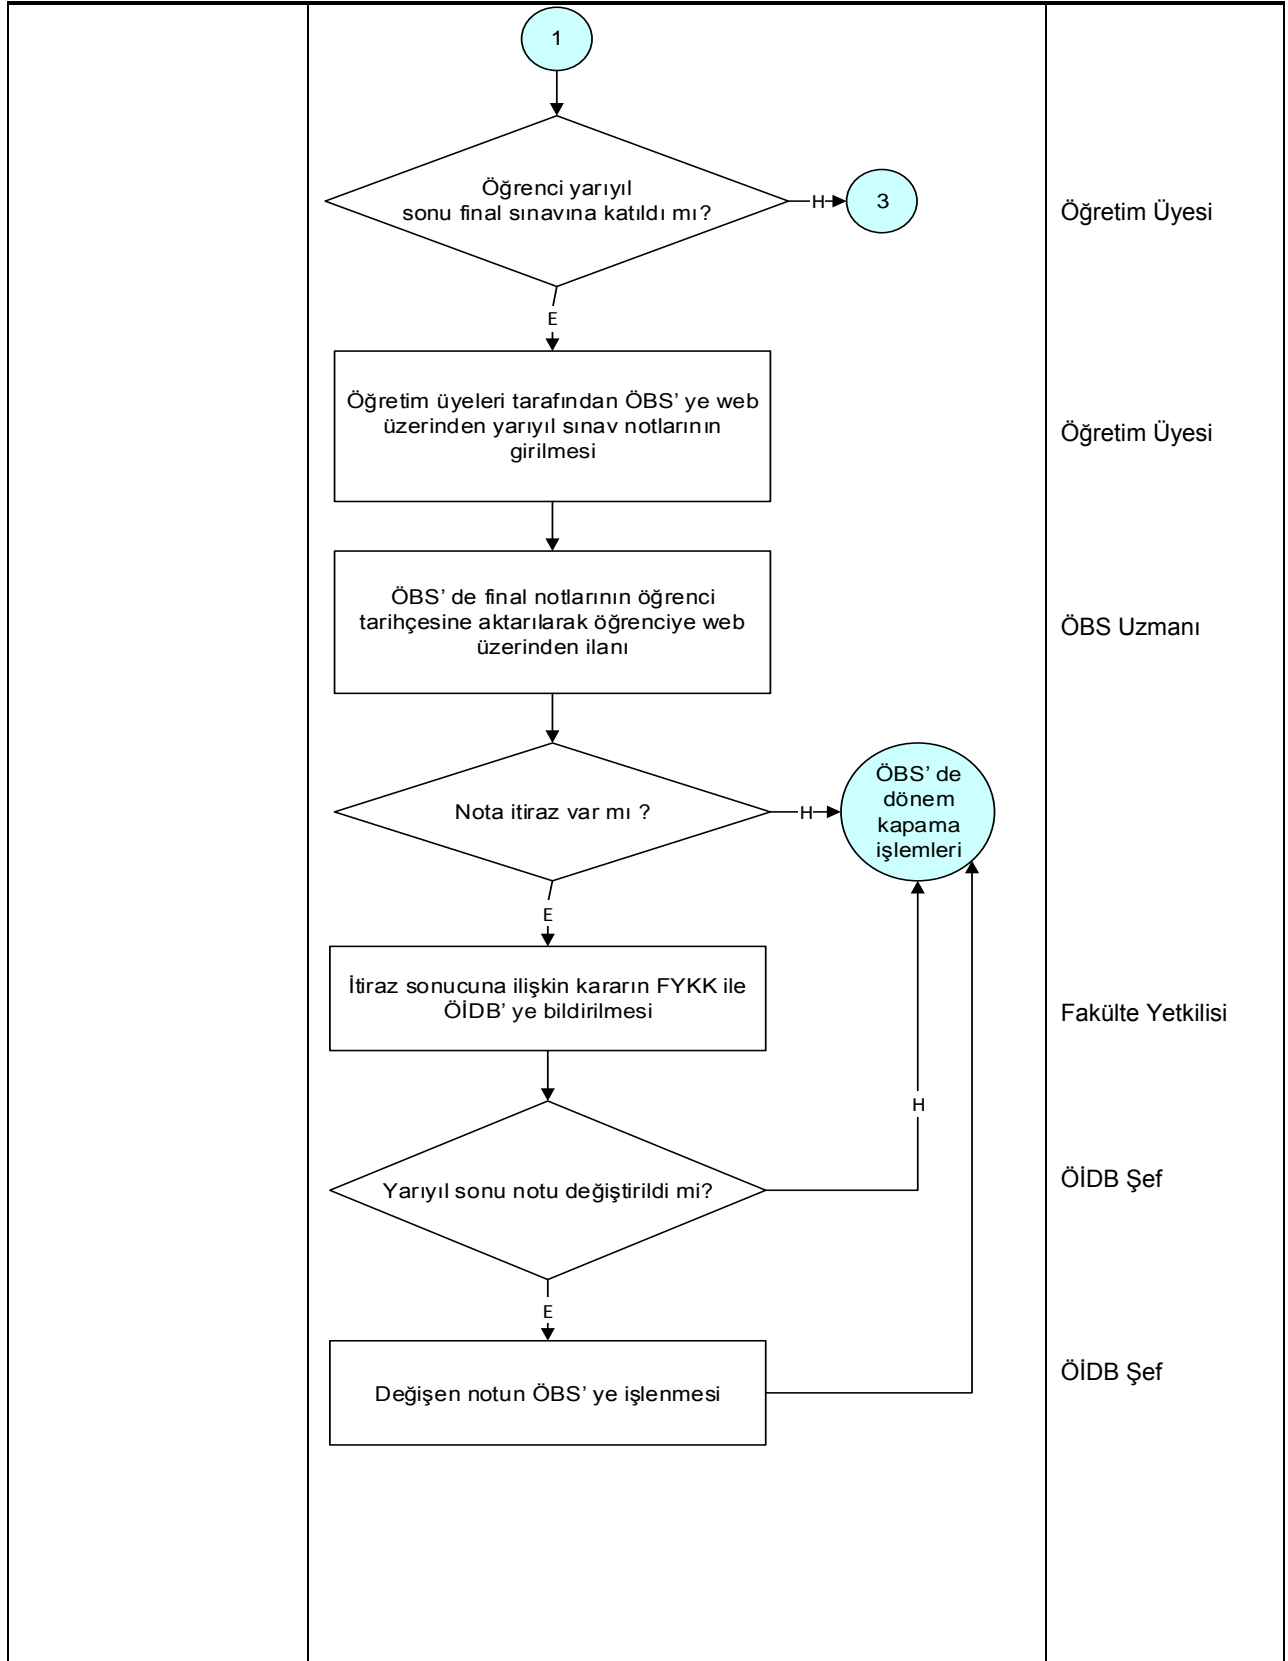 1
Öğrenci yarıyıl
sonu final sınavına katıldı mı?
H
3
Öğretim Üyesi
E
Öğretim üyeleri tarafından ÖBS' ye web
üzerinden yarıyıl sınav notlarının
girilmesi
Öğretim Üyesi
ÖBS' de final notlarının öğrenci
tarihçesine aktarılarak öğrenciye web
üzerinden ilanı
ÖBS Uzmanı
Nota itiraz var mı ?
H
ÖBS' de
dönem
kapama
işlemleri
E
İtiraz sonucuna ilişkin kararın FYKK ile
ÖİDB' ye bildirilmesi
Fakülte Yetkilisi
H
Yarıyıl sonu notu değiştirildi mi?
ÖİDB Şef
E
Değişen notun ÖBS' ye işlenmesi
ÖİDB Şef